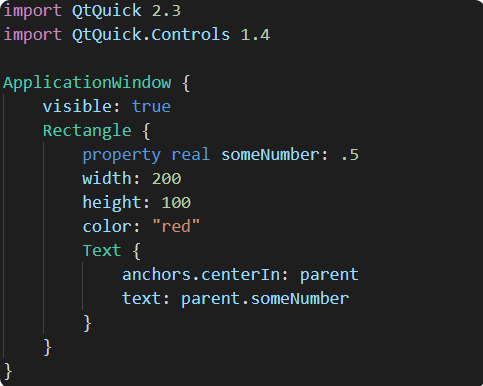 import QtQuick 2.3
import QtQuick.Controls 1.4

ApplicationWindow {
    visible: true
    Rectangle {
        property real someNumber: .5
        width: 200
        height: 100
        color: "red"
        Text {
            anchors.centerIn: parent
            text: parent.someNumber
        }
    }
}